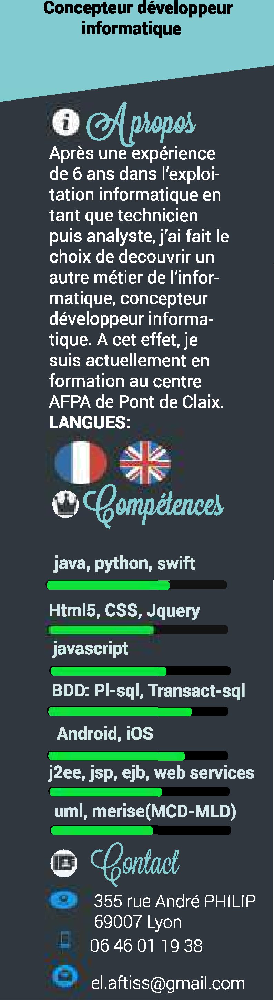 Concepteur développeur
informatique
A propos
Après une expérience
de 6 ans dans l'exploi-
tation informatique en
tant que technicien
puis analyste, j'ai fait le
choix de decouvrir un
autre métier de l'infor-
matique, concepteur
développeur informa-
tique. A cet effet, je
suis actuellement en
formation au centre
AFPA de Pont de Claix.
LANGUES:
Compétences
java, python, swift
Html5, CSS, Jquery
javascript
BDD: Pl-sql, Transact-sql
Android, iOS
j2ee, jsp, ejb, web services
uml, merise(MCD-MLD)
Contact
355 rue André PHILIP
69007 Lyon
06 46 01 19 38
el.aftiss@gmail.com